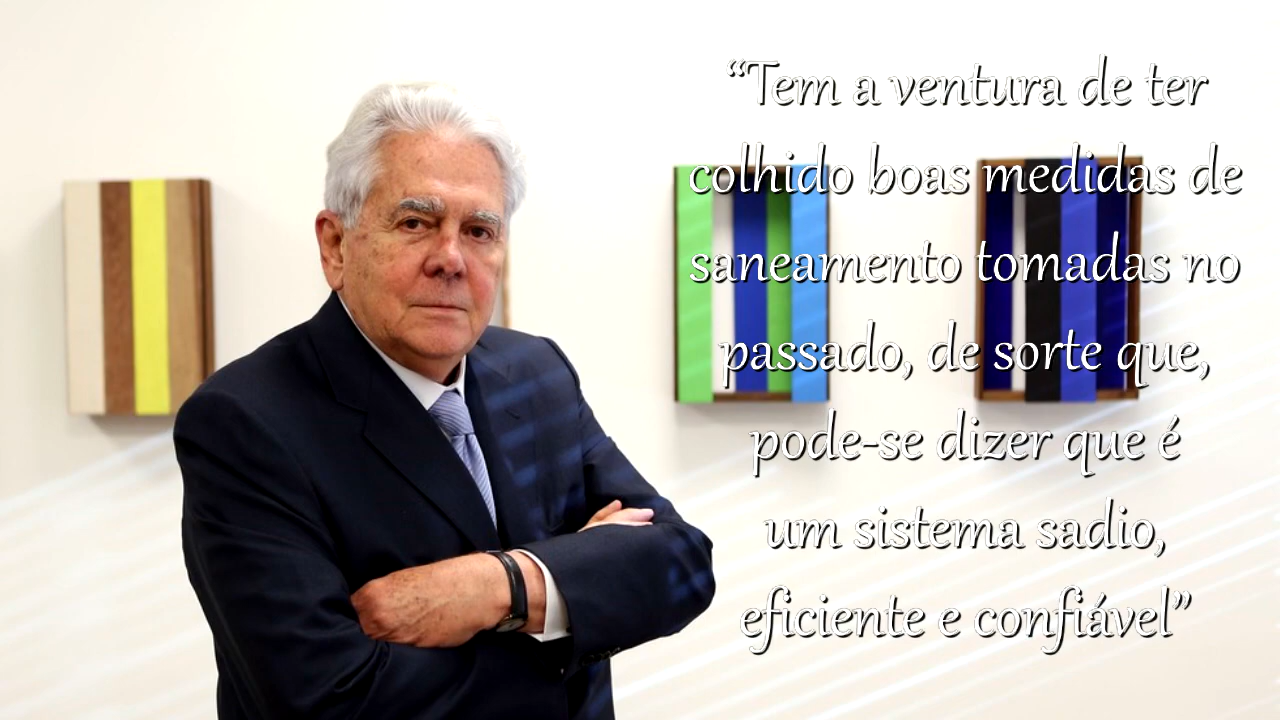 “Tem a ventura de ter
colhido boas medidas de
saneamento tomadas no
passado, de sorte que,
pode-se dizer que é
um sistema sadio,
eficiente e confiável”